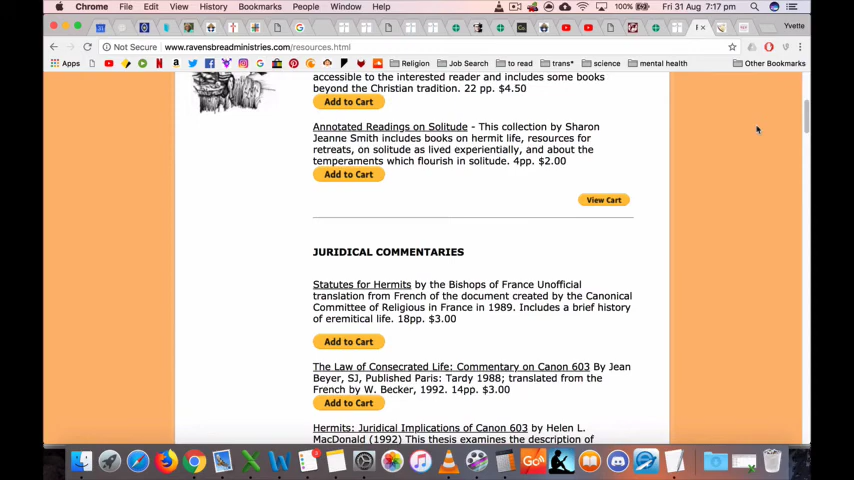 Chrome File Edit View History Bookmarks People Window Help 100% Fri 31 Aug 7:17 pm
Yvette
Not Secure www.ravensbreadministries.com/resources.html
Apps Religion Job Search to read trans* science mental health Other Bookmarks
accessible to the interested reader and includes some books
beyond the Christian tradition. 22 pp. $4.50
Add to Cart
Annotated Readings on Solitude - This collection by Sharon
Jeanne Smith includes books on hermit life, resources for
retreats, on solitude as lived experientially, and about the
temperaments which flourish in solitude. 4pp. $2.00
Add to Cart
View Cart
JURIDICAL COMMENTARIES
Statutes for Hermits by the Bishops of France Unofficial
translation from French of the document created by the Canonical
Committee of Religious in France in 1989. Includes a brief history
of eremitical life. 18pp. $3.00
Add to Cart
The Law of Consecrated Life: Commentary on Canon 603 By Jean
Beyer, SJ, Published Paris: Tardy 1988; translated from the
French by W. Becker, 1992. 14pp. $3.00
Add to Cart
Hermits: Juridical Implications of Canon 603 by Helen L.
MacDonald (1992) This thesis examines the description of
Go